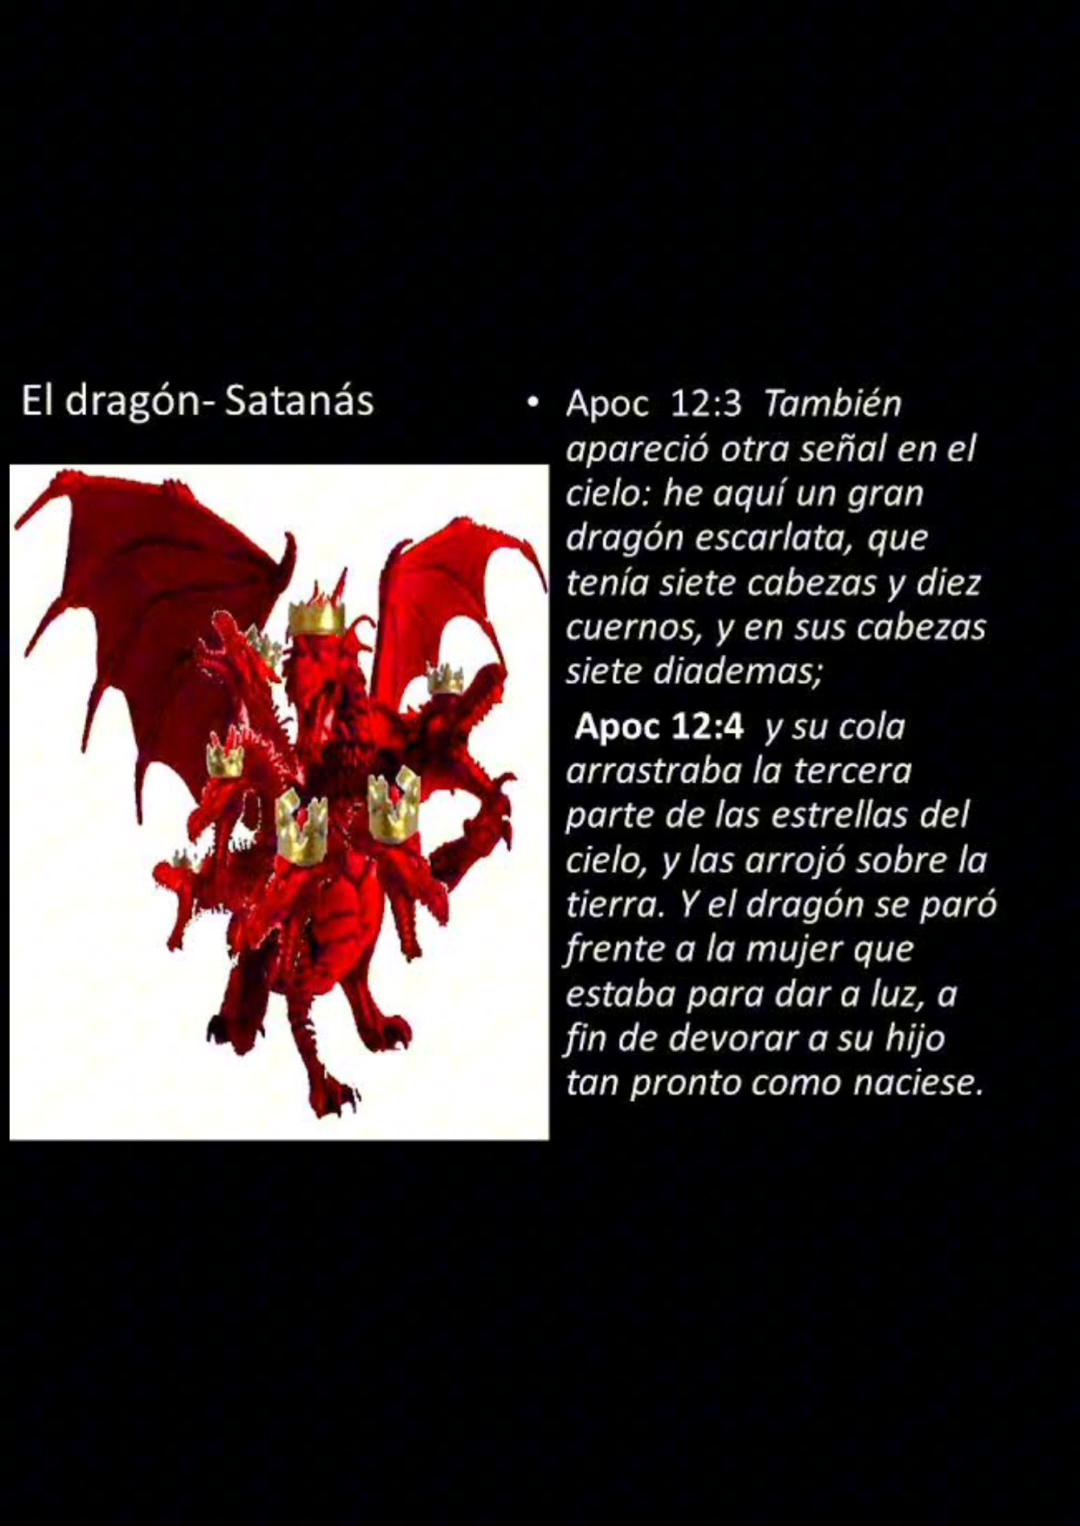 El dragón- Satanás
• Apoc 12:3 También
apareció otra señal en el
cielo: he aquí un gran
dragón escarlata, que
tenía siete cabezas y diez
cuernos, y en sus cabezas
siete diademas;
Apoc 12:4 y su cola
arrastraba la tercera
parte de las estrellas del
cielo, y las arrojó sobre la
tierra. Y el dragón se paró
frente a la mujer que
estaba para dar a luz, a
fin de devorar a su hijo
tan pronto como naciese.